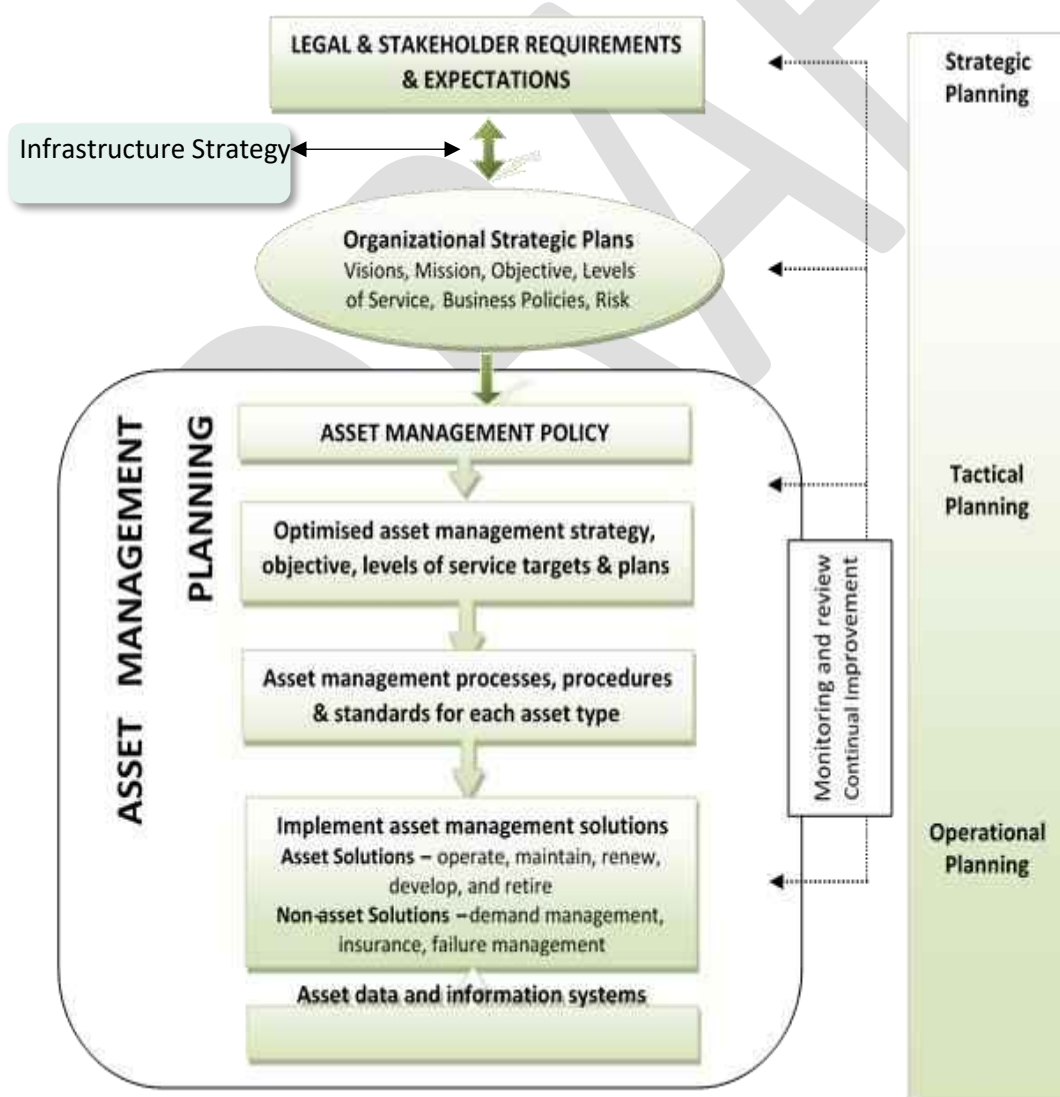 LEGAL & STAKEHOLDER REQUIREMENTS
& EXPECTATIONS
Infrastructure Strategy
Organizational Strategic Plans
Visions, Mission, Objective, Levels
of Service, Business Policies, Risk
ASSET MANAGEMENT
PLANNING
ASSET MANAGEMENT POLICY
Optimised asset management strategy,
objective, levels of service targets & plans
Asset management processes, procedures
& standards for each asset type
Implement asset management solutions
Asset Solutions – operate, maintain, renew,
develop, and retire
Non-asset Solutions –demand management,
insurance, failure management
Asset data and information systems
Monitoring and review
Continual Improvement
Strategic
Planning
Tactical
Planning
Operational
Planning